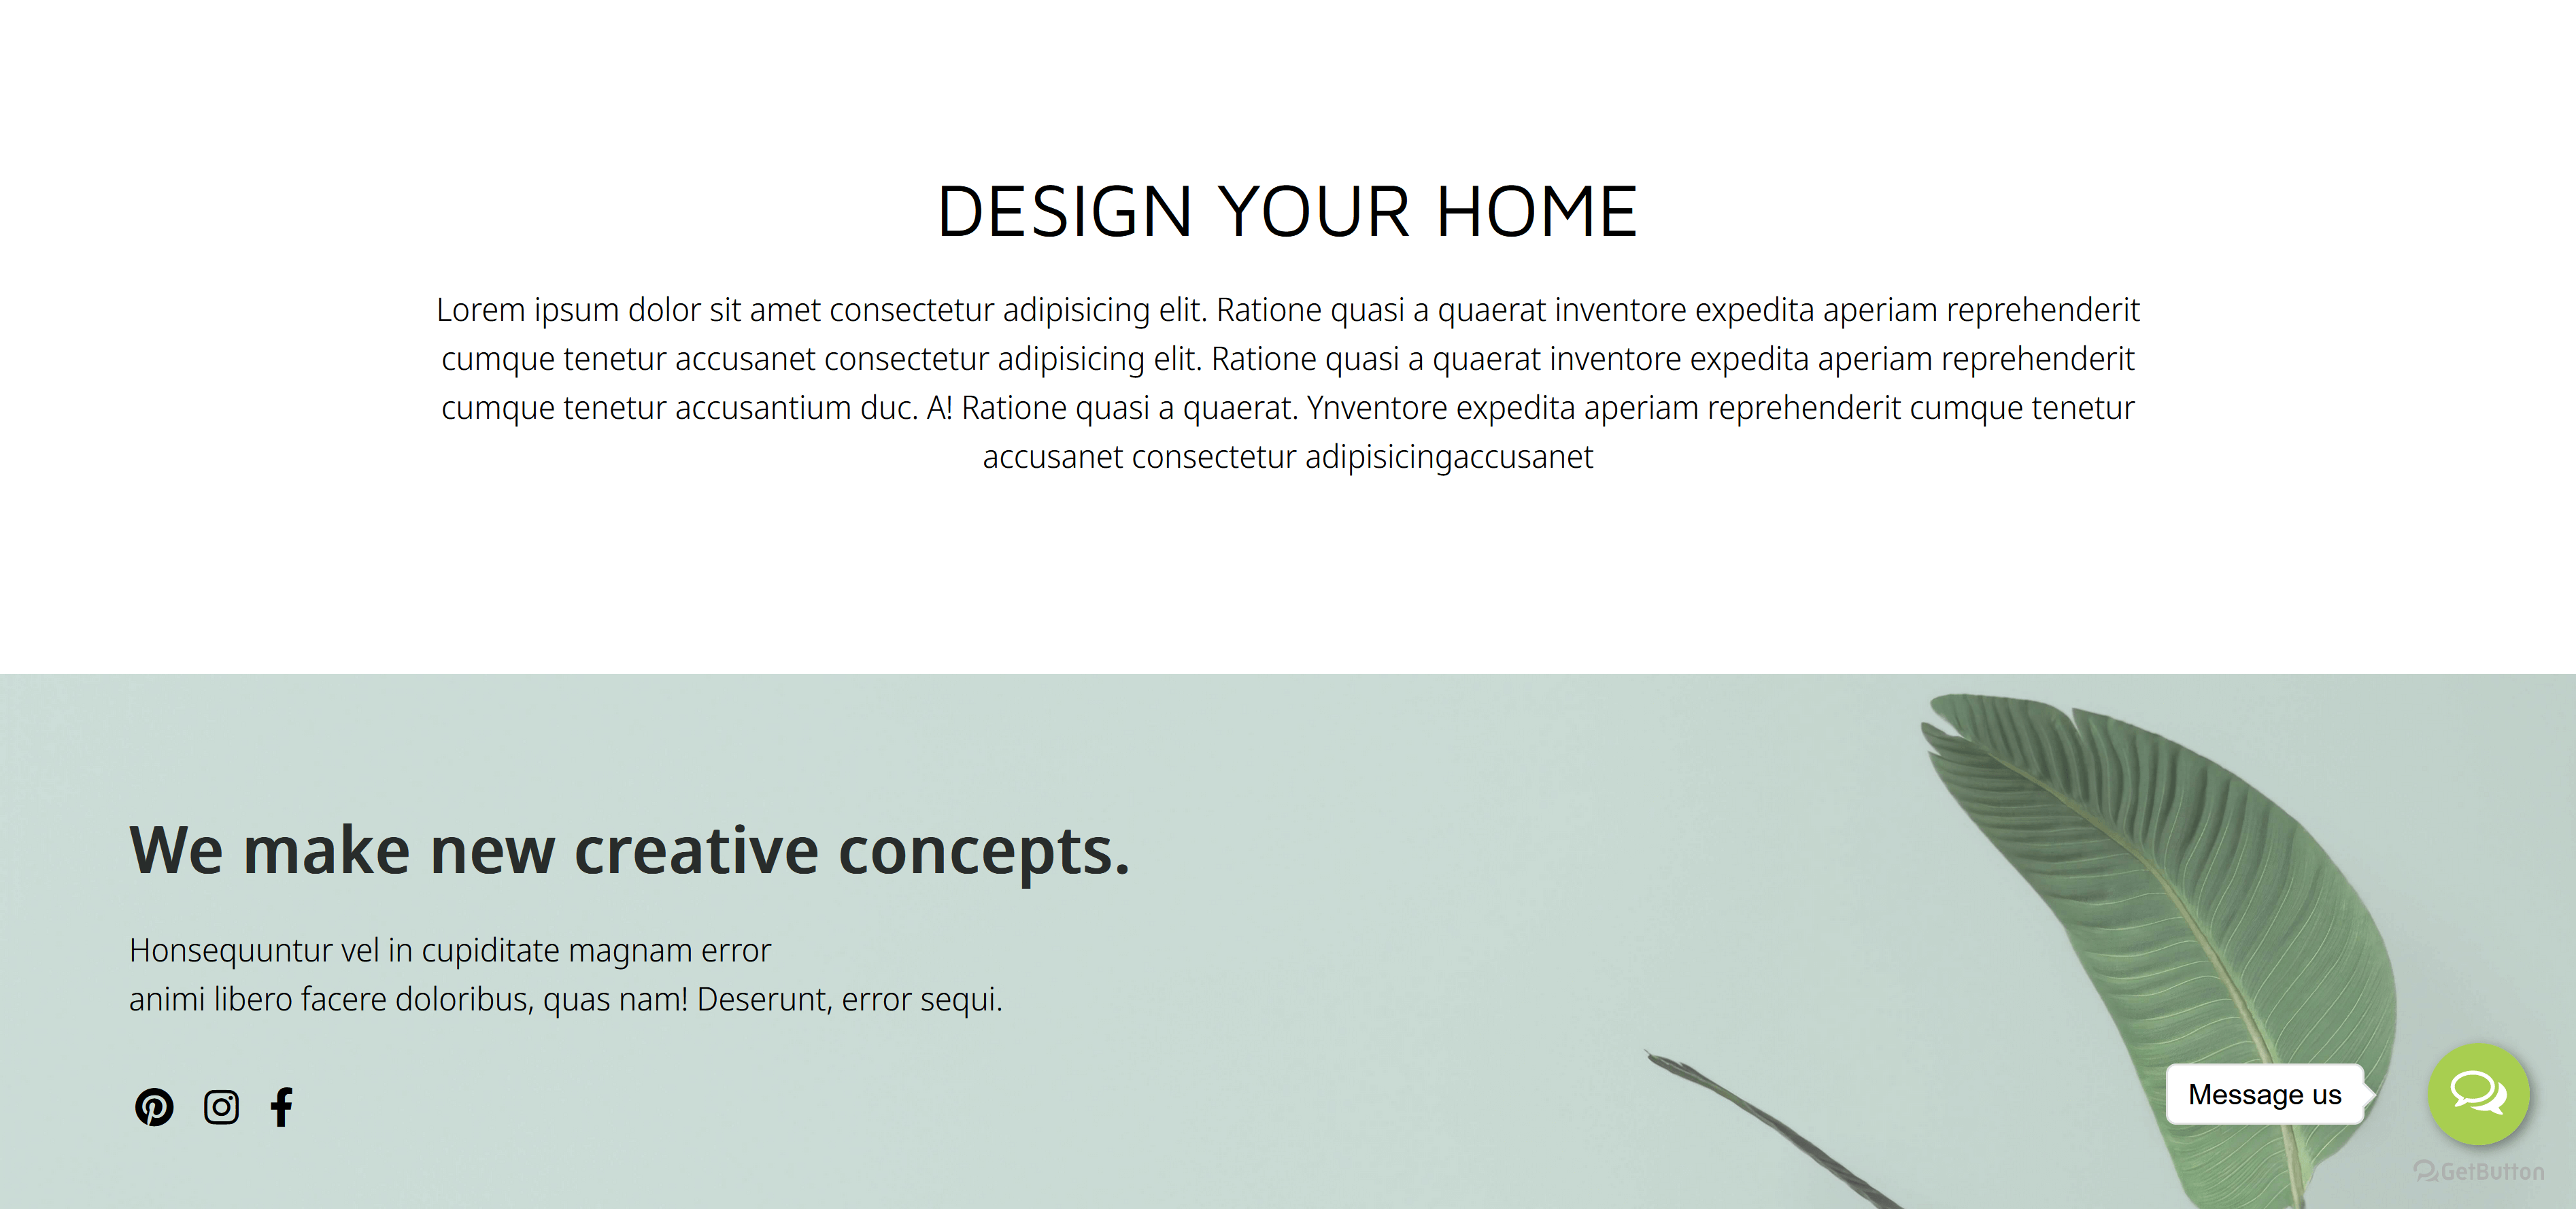 DESIGN YOUR HOME
Lorem ipsum dolor sit amet consectetur adipisicing elit. Ratione quasi a quaerat inventore expedita aperiam reprehenderit
cumque tenetur accusanet consectetur adipisicing elit. Ratione quasi a quaerat inventore expedita aperiam reprehenderit
cumque tenetur accusantium duc. A! Ratione quasi a quaerat. Ynventore expedita aperiam reprehenderit cumque tenetur
accusanet consectetur adipisicingaccusanet
We make new creative concepts.
Honsequuntur vel in cupiditate magnam error
animi libero facere doloribus, quas nam! Deserunt, error sequi.
Message us
GetButton